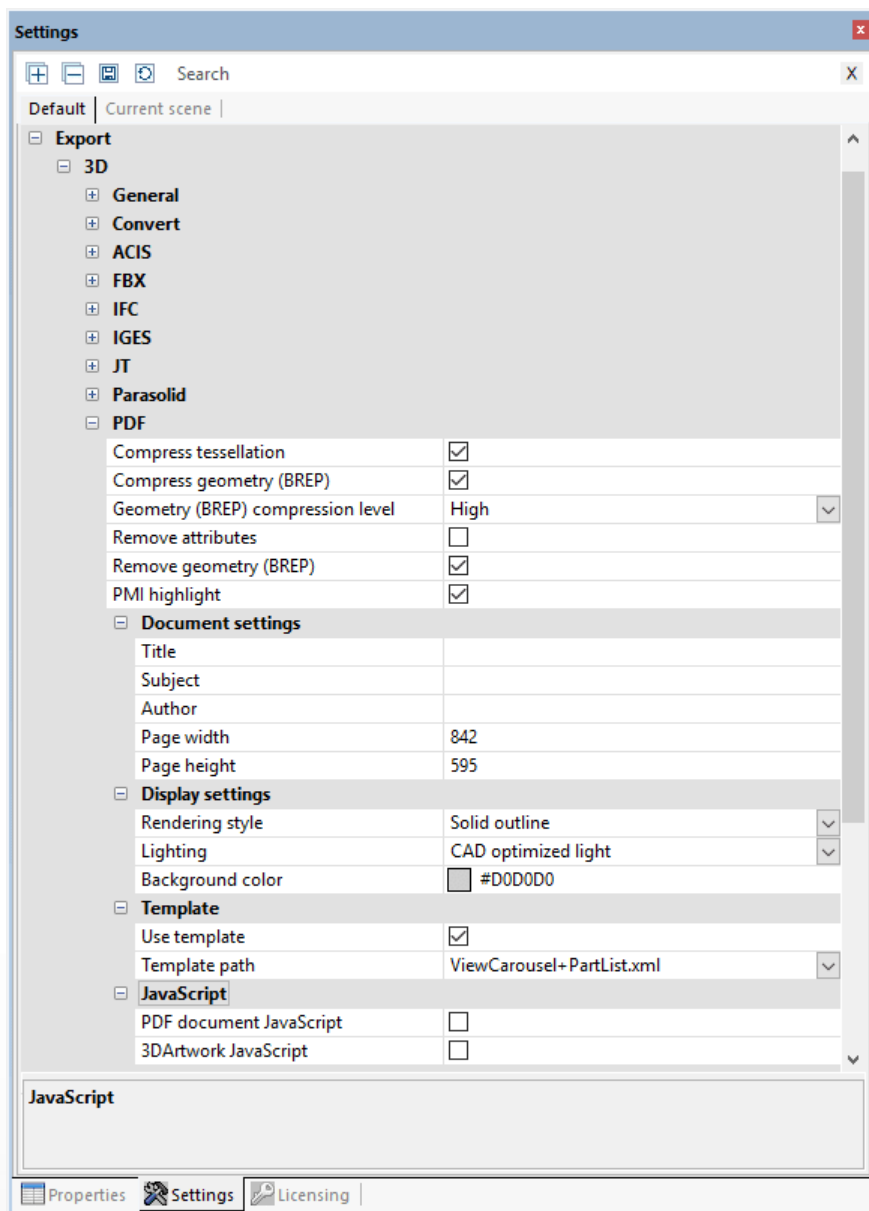 Settings
Search X
Default Current scene
Export
3D
General
Convert
ACIS
FBX
IFC
IGES
JT
Parasolid
PDF
Compress tessellation
Compress geometry (BREP)
Geometry (BREP) compression level High
Remove attributes
Remove geometry (BREP)
PMI highlight
Document settings
Title
Subject
Author
Page width 842
Page height 595
Display settings
Rendering style Solid outline
Lighting CAD optimized light
Background color #D0D0D0
Template
Use template
Template path ViewCarousel+PartList.xml
JavaScript
PDF document JavaScript
3DArtwork JavaScript
JavaScript
Properties Settings Licensing